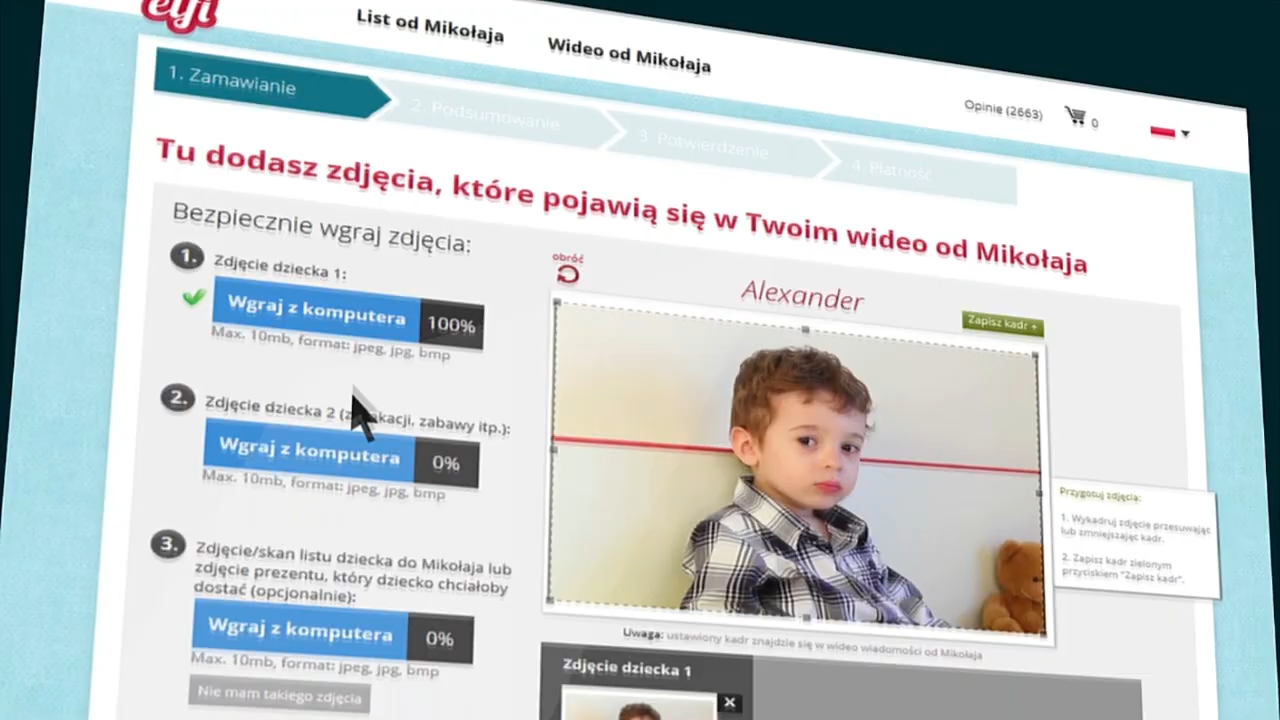 elfi
List od Mikołaja
Wideo od Mikołaja
Opinie (2663)
0
1. Zamawianie
2. Podsumowanie
3. Potwierdzenie
4. Płatność
Tu dodasz zdjęcia, które pojawią się w Twoim wideo od Mikołaja
Bezpiecznie wgraj zdjęcia:
1.
Zdjęcie dziecka 1:
Wgraj z komputera
100%
Max. 10mb, format: jpeg, jpg, bmp
2.
Zdjęcie dziecka 2 (z wakacji, zabawy itp.):
Wgraj z komputera
0%
Max. 10mb, format: jpeg, jpg, bmp
3.
Zdjęcie/skan listu dziecka do Mikołaja lub
zdjęcie prezentu, który dziecko chciałoby
dostać (opcjonalnie):
Wgraj z komputera
0%
Max. 10mb, format: jpeg, jpg, bmp
Nie mam takiego zdjęcia
obróć
Alexander
Zapisz kadr +
Przygotuj zdjęcia:
1. Wykadruj zdjęcie przesuwając
lub zmniejszając kadr.
2. Zapisz kadr zielonym
przyciskiem "Zapisz kadr".
Uwaga: ustawiony kadr znajdzie się w wideo wiadomości od Mikołaja
Zdjęcie dziecka 1